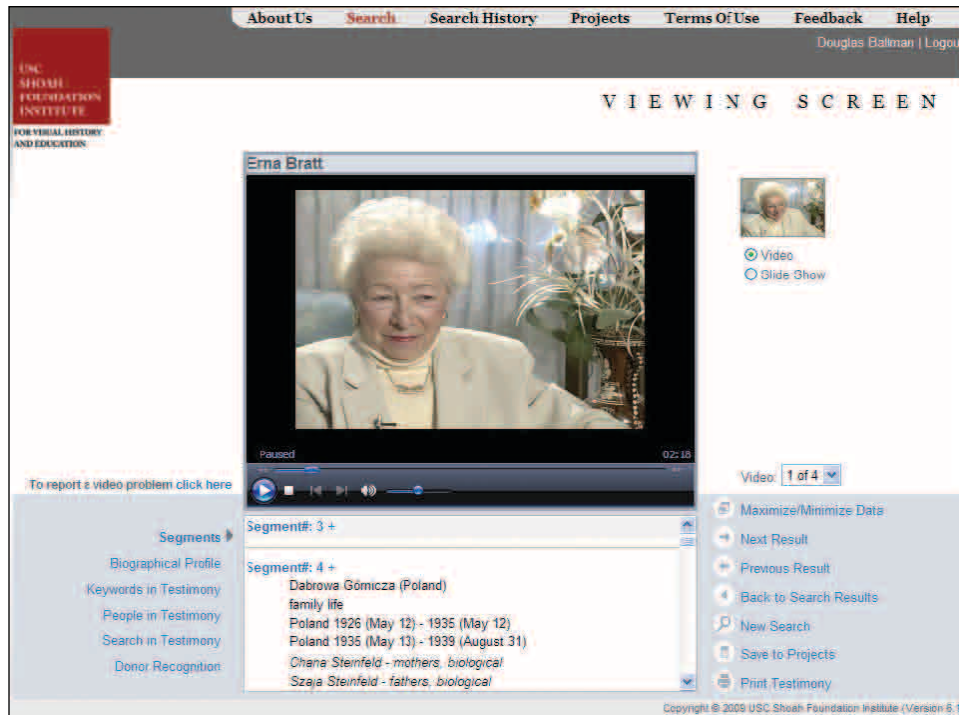 About Us Search Search History Projects Terms Of Use Feedback Help
Douglas Ballman | Logou
USC
SHOAH
FOUNDATION
INSTITUTE
FOR VISUAL HISTORY
AND EDUCATION
VIEWING SCREEN
Erna Bratt
Video
Slide Show
Paused 02:18
To report a video problem click here
Video: 1 of 4
Segments
Biographical Profile
Keywords in Testimony
People in Testimony
Search in Testimony
Donor Recognition
Segment#: 3 +
Segment#: 4 +
Dabrowa Górnicza (Poland)
family life
Poland 1926 (May 12) - 1935 (May 12)
Poland 1935 (May 13) - 1939 (August 31)
Chana Steinfeld - mothers, biological
Szaja Steinfeld - fathers, biological
Maximize/Minimize Data
Next Result
Previous Result
Back to Search Results
New Search
Save to Projects
Print Testimony
Copyright © 2009 USC Shoah Foundation Institute (Version 6.1